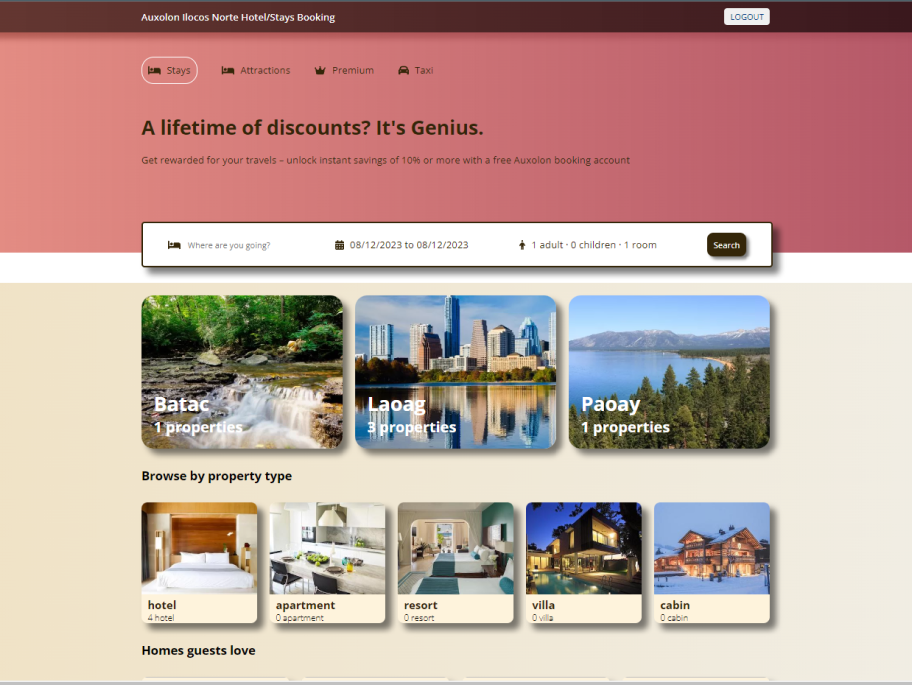 Auxolon Ilocos Norte Hotel/Stays Booking
LOGOUT
Stays
Attractions
Premium
Taxi
A lifetime of discounts? It's Genius.
Get rewarded for your travels – unlock instant savings of 10% or more with a free Auxolon booking account
Where are you going?
08/12/2023 to 08/12/2023
1 adult · 0 children · 1 room
Search
Batac
1 properties
Laoag
3 properties
Paoay
1 properties
Browse by property type
hotel
4 hotel
apartment
0 apartment
resort
0 resort
villa
0 villa
cabin
0 cabin
Homes guests love